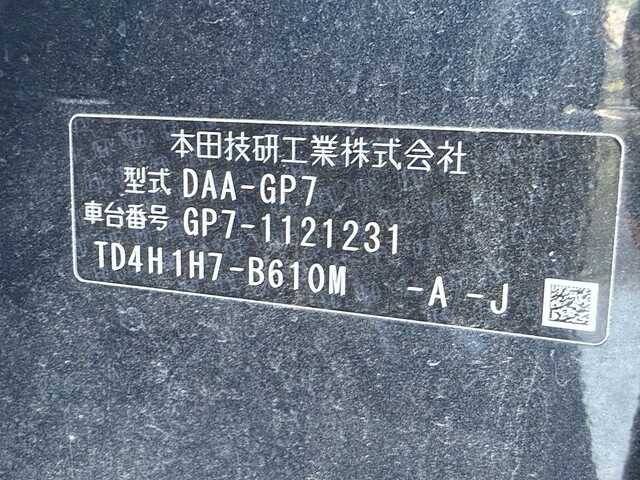 本田技研工業株式会社
型式 DAA-GP7
車台番号 GP7-1121231
TD4H1H7-B610M -A -J